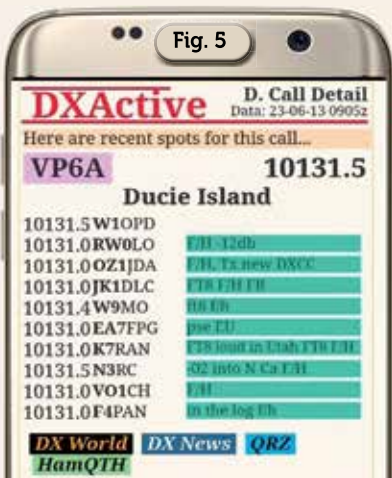 Fig. 5
DXActive
D. Call Detail
Data: 23-06-13 0905z
Here are recent spots for this call...
VP6A 10131.5
Ducie Island
10131.5 W1OPD
10131.0 RW0LO F/H -12db
10131.0 OZ1JDA F/H, Tx new DXCC
10131.0 JK1DLC FT8 F/H FB
10131.4 W9MO ft8 f/h
10131.0 EA7FPG pse EU
10131.0 K7RAN FT8 loud in Utah FT8 F/H
10131.5 N3RC -02 into N Ca F/H
10131.0 VO1CH F/H
10131.0 F4PAN in the log f/h
DX World DX News QRZ
HamQTH